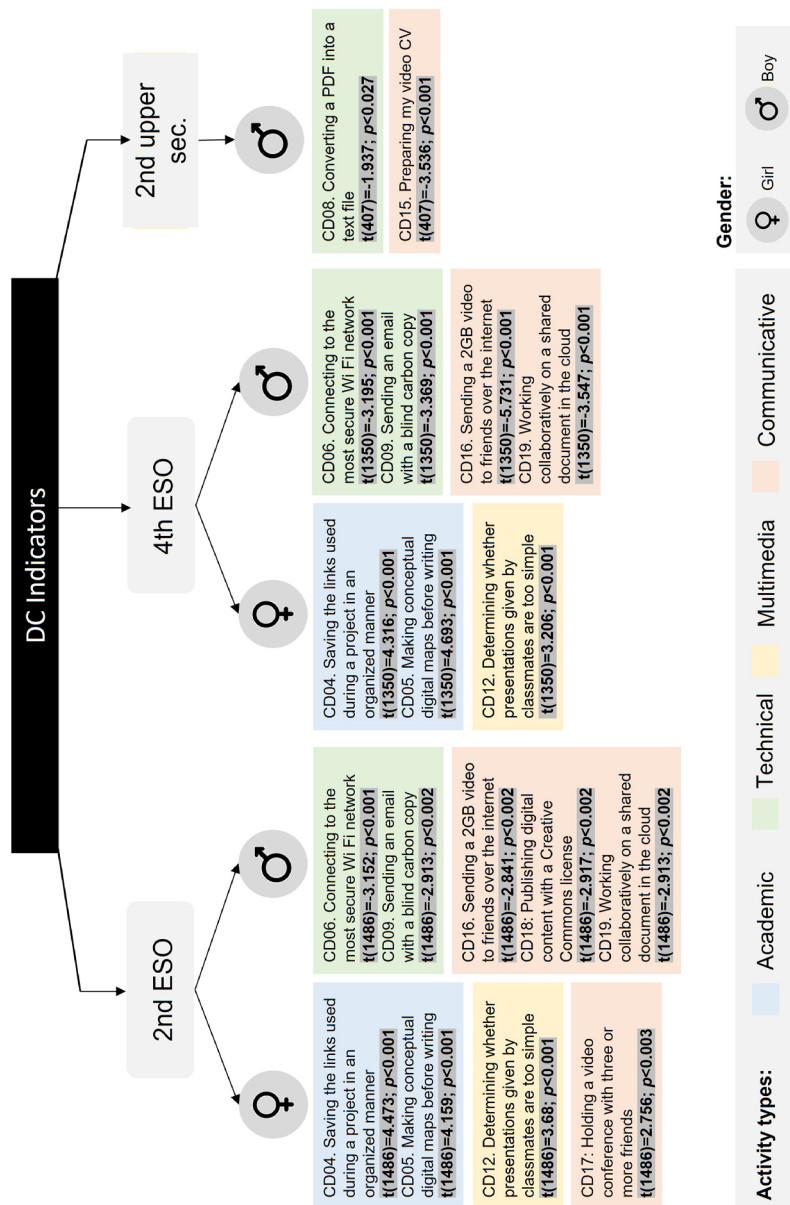 DC Indicators
2nd ESO
4th ESO
2nd upper
sec.
CD04. Saving the links used
during a project in an
organized manner
t(1486)=4.473; p<0.001
CD05. Making conceptual
digital maps before writing
t(1486)=4.159; p<0.001
CD12. Determining whether
presentations given by
classmates are too simple
t(1486)=3.68; p<0.001
CD17: Holding a video
conference with three or
more friends
t(1486)=2.756; p<0.003
CD06. Connecting to the
most secure Wi Fi network
t(1486)=-3.152; p<0.001
CD09. Sending an email
with a blind carbon copy
t(1486)=-2.913; p<0.002
CD16. Sending a 2GB video
to friends over the internet
t(1486)=-2.841; p<0.002
CD18: Publishing digital
content with a Creative
Commons license
t(1486)=-2.917; p<0.002
CD19. Working
collaboratively on a shared
document in the cloud
t(1486)=-2.913; p<0.002
CD04. Saving the links used
during a project in an
organized manner
t(1350)=4.316; p<0.001
CD05. Making conceptual
digital maps before writing
t(1350)=4.693; p<0.001
CD12. Determining whether
presentations given by
classmates are too simple
t(1350)=3.206; p<0.001
CD06. Connecting to the
most secure Wi Fi network
t(1350)=-3.195; p<0.001
CD09. Sending an email
with a blind carbon copy
t(1350)=-3.369; p<0.001
CD16. Sending a 2GB video
to friends over the internet
t(1350)=-5.731; p<0.001
CD19. Working
collaboratively on a shared
document in the cloud
t(1350)=-3.547; p<0.001
CD08. Converting a PDF into a
text file
t(407)=-1.937; p<0.027
CD15. Preparing my video CV
t(407)=-3.536; p<0.001
Gender:
Girl
Boy
Activity types:
Academic
Technical
Multimedia
Communicative